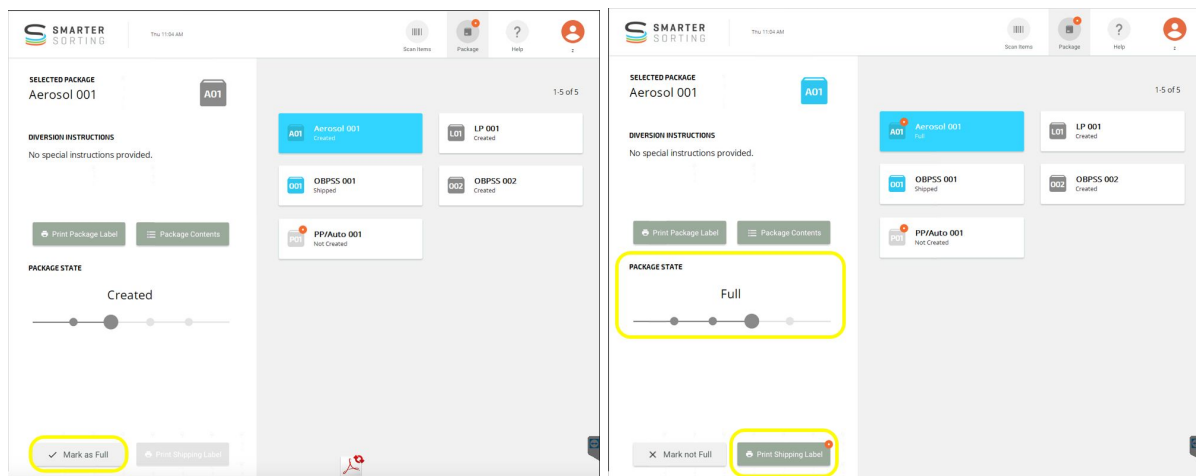 SMARTER
SORTING
Thu 11:04 AM
Scan Items
Package
?
Help
SELECTED PACKAGE
Aerosol 001
A01
1-5 of 5
DIVERSION INSTRUCTIONS
No special instructions provided.
A01
Aerosol 001
Created
L01
LP 001
Created
O01
OBPSS 001
Shipped
O02
OBPSS 002
Created
P01
PP/Auto 001
Not Created
Print Package Label
Package Contents
PACKAGE STATE
Created
Mark as Full
Print Shipping Label
SMARTER
SORTING
Thu 11:04 AM
Scan Items
Package
?
Help
SELECTED PACKAGE
Aerosol 001
A01
1-5 of 5
DIVERSION INSTRUCTIONS
No special instructions provided.
A01
Aerosol 001
Full
L01
LP 001
Created
O01
OBPSS 001
Shipped
O02
OBPSS 002
Created
P01
PP/Auto 001
Not Created
Print Package Label
Package Contents
PACKAGE STATE
Full
Mark not Full
Print Shipping Label